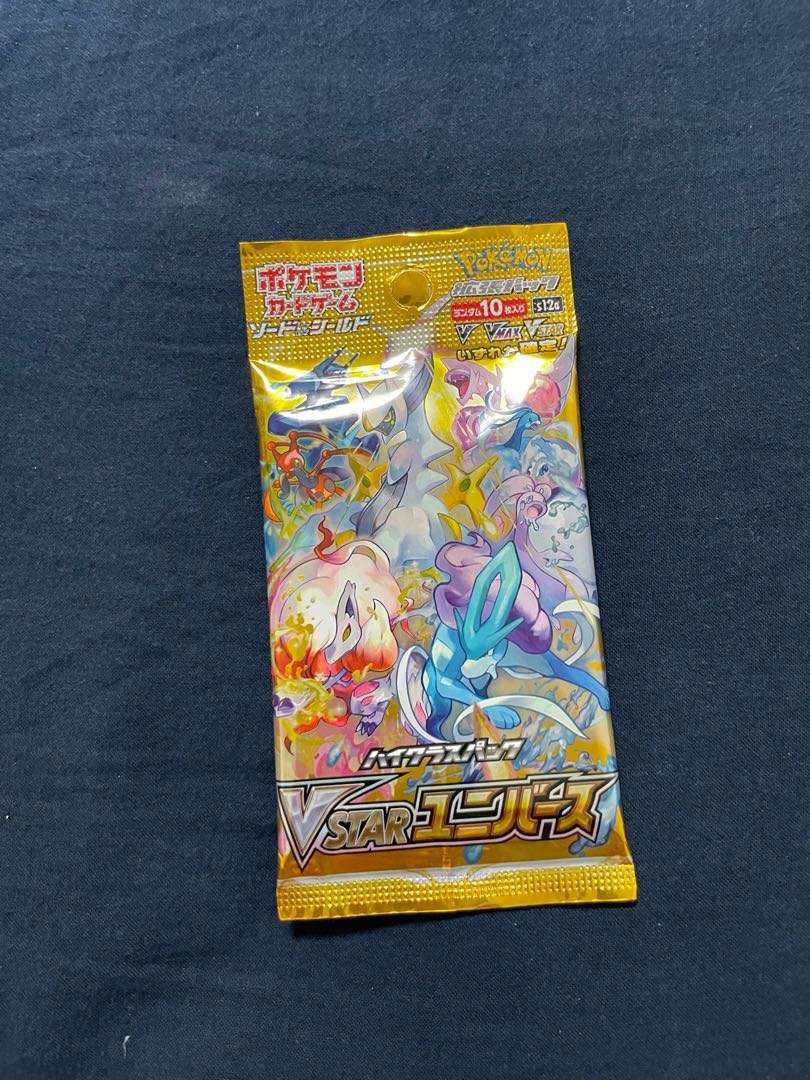 ポケモン
カードゲーム
ソード&シールド
Pokémon
拡張パック
ランダム10枚入り
s12a
V VMAX VSTAR
いずれか確定!
ハイクラスパック
VSTARユニバース